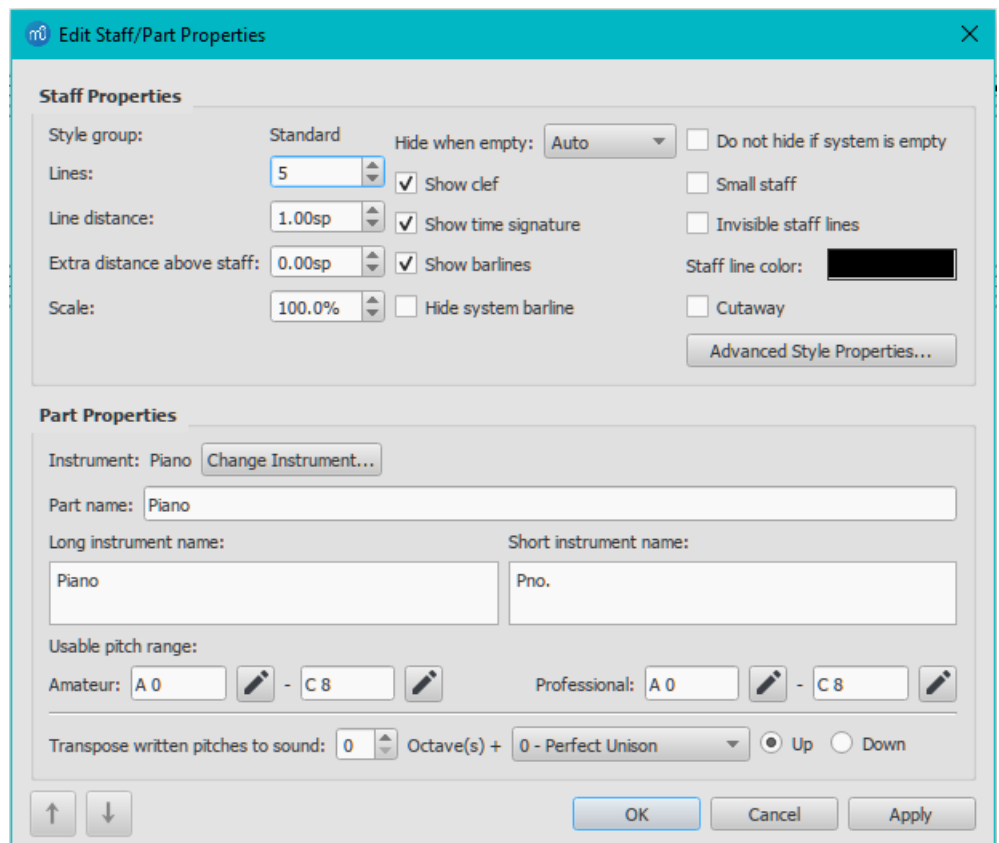 Edit Staff/Part Properties
Staff Properties
Style group: Standard Hide when empty: Auto Do not hide if system is empty
Lines: 5 Show clef Small staff
Line distance: 1.00sp Show time signature Invisible staff lines
Extra distance above staff: 0.00sp Show barlines Staff line color:
Scale: 100.0% Hide system barline Cutaway
Advanced Style Properties...
Part Properties
Instrument: Piano Change Instrument...
Part name: Piano
Long instrument name: Short instrument name:
Piano Pno.
Usable pitch range:
Amateur: A 0 - C 8 Professional: A 0 - C 8
Transpose written pitches to sound: 0 Octave(s) + 0 - Perfect Unison Up Down
OK Cancel Apply